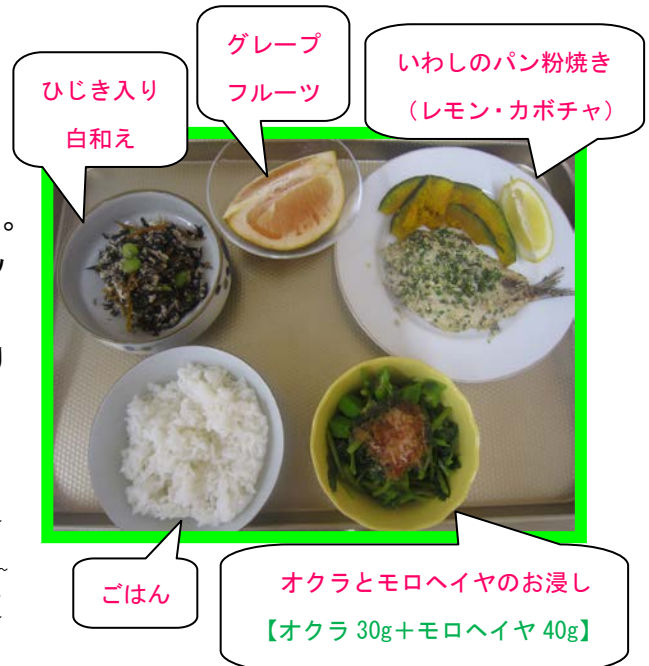 グレープ
フルーツ
ひじき入り
白和え
いわしのパン粉焼き
（レモン・カボチャ）
。
ごはん
オクラとモロヘイヤのお浸し
【オクラ 30g＋モロヘイヤ 40g】